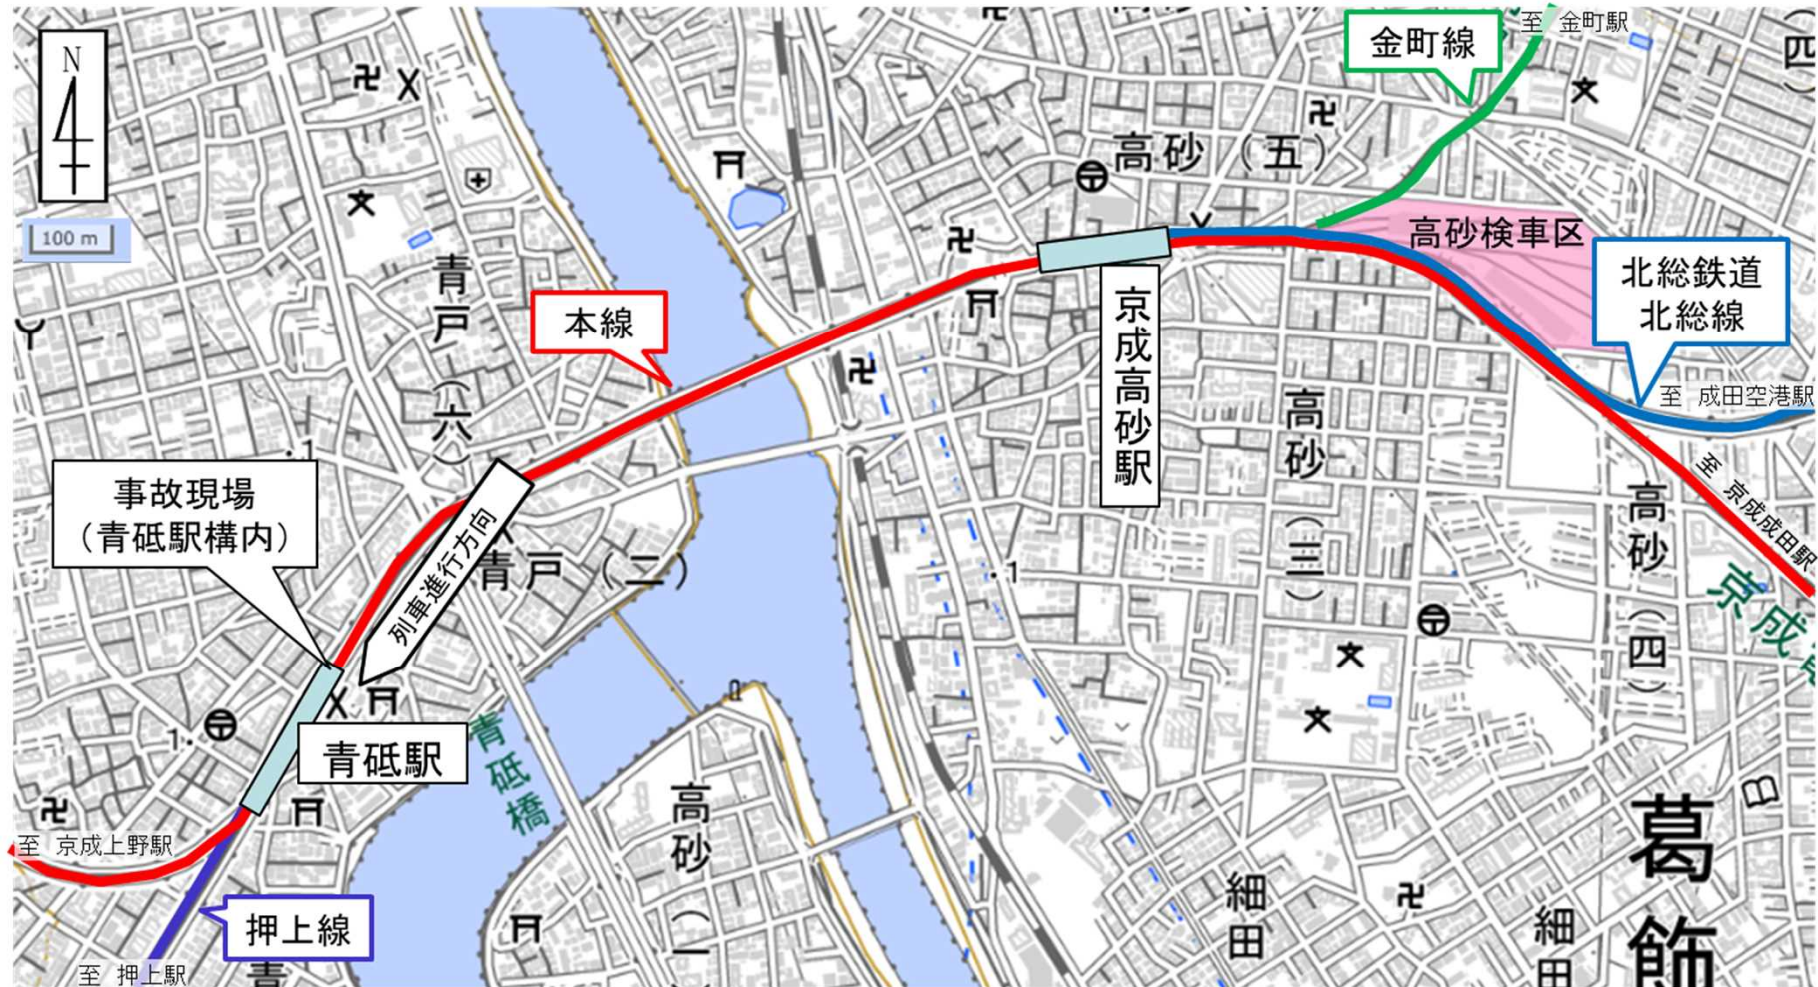 N
100 m
金町線
至 金町駅
高砂(五)
高砂検車区
北総鉄道
北総線
至 成田空港駅
本線
京成高砂駅
青戸(六)
高砂(三)
高砂(四)
至 京成成田駅
京成
事故現場
(青砥駅構内)
列車進行方向
青戸(二)
青砥駅
青砥橋
至 京成上野駅
押上線
至 押上駅
青
高砂(一)
細田
細田
葛飾
(四)
・1
・1
1・